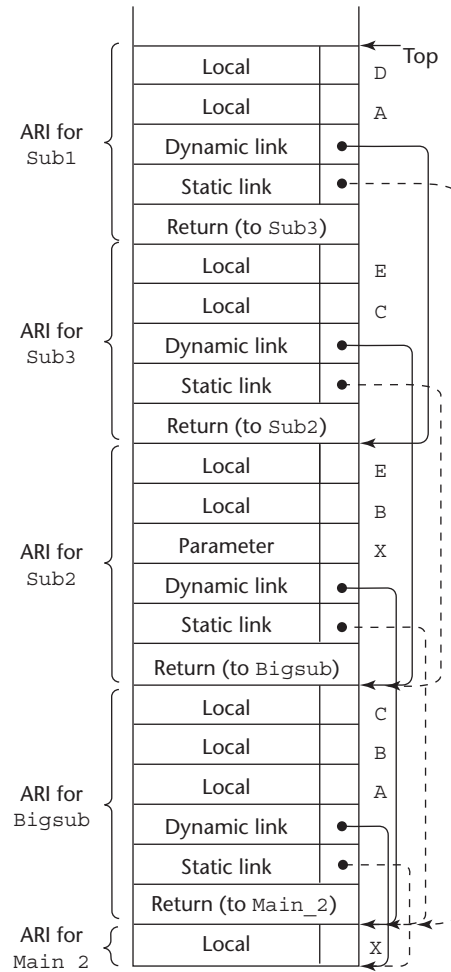 Top
Local D
Local A
ARI for
Sub1
Dynamic link
Static link
Return (to Sub3)
Local E
Local C
ARI for
Sub3
Dynamic link
Static link
Return (to Sub2)
Local E
Local B
Parameter X
ARI for
Sub2
Dynamic link
Static link
Return (to Bigsub)
Local C
Local B
Local A
ARI for
Bigsub
Dynamic link
Static link
Return (to Main_2)
ARI for
Main_2
Local X